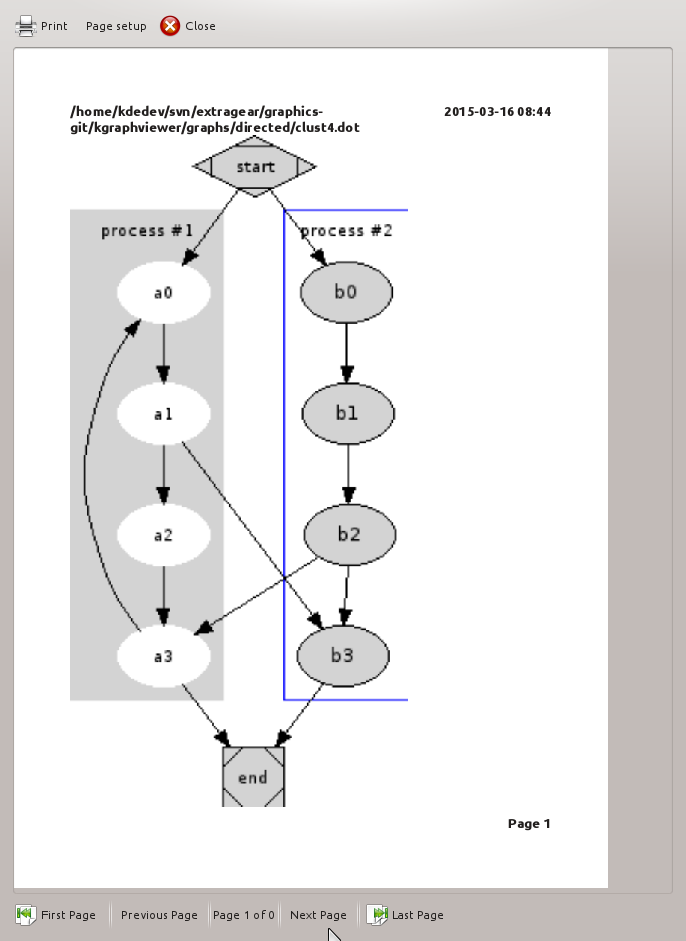 Print Page setup Close
/home/kdedev/svn/extragear/graphics- 2015-03-16 08:44
git/kgraphviewer/graphs/directed/clust4.dot
start
process #1 process #2
a0 b0
a1 b1
a2 b2
a3 b3
end
Page 1
First Page Previous Page Page 1 of 0 Next Page Last Page